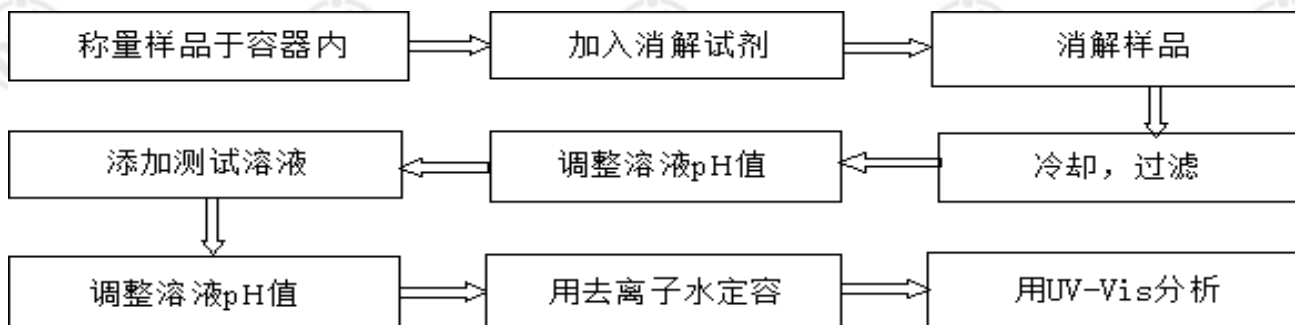 称量样品于容器内
加入消解试剂
消解样品
冷却，过滤
调整溶液pH值
添加测试溶液
调整溶液pH值
用去离子水定容
用UV-Vis分析